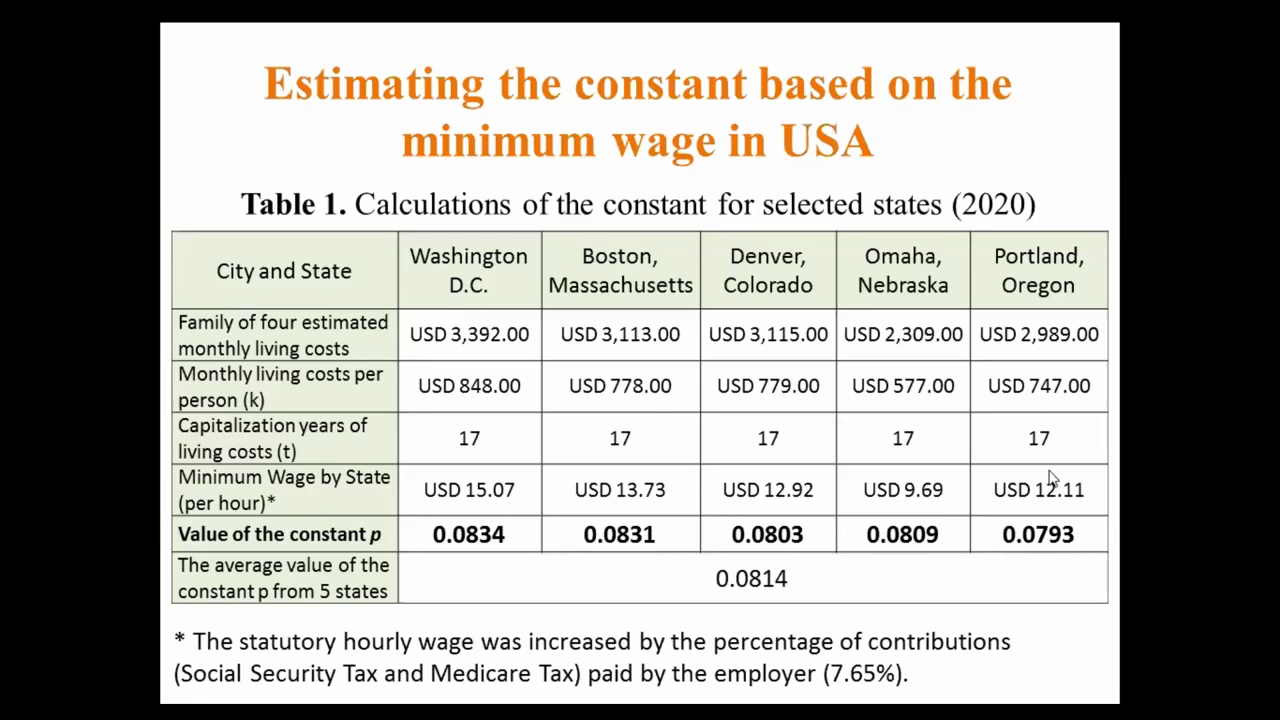 Estimating the constant based on the
minimum wage in USA
Table 1. Calculations of the constant for selected states (2020)
City and State
Washington
D.C.
Boston,
Massachusetts
Denver,
Colorado
Omaha,
Nebraska
Portland,
Oregon
Family of four estimated
monthly living costs
USD 3,392.00
USD 3,113.00
USD 3,115.00
USD 2,309.00
USD 2,989.00
Monthly living costs per
person (k)
USD 848.00
USD 778.00
USD 779.00
USD 577.00
USD 747.00
Capitalization years of
living costs (t)
17
17
17
17
17
Minimum Wage by State
(per hour)*
USD 15.07
USD 13.73
USD 12.92
USD 9.69
USD 12.11
Value of the constant p
0.0834
0.0831
0.0803
0.0809
0.0793
The average value of the
constant p from 5 states
0.0814
* The statutory hourly wage was increased by the percentage of contributions
(Social Security Tax and Medicare Tax) paid by the employer (7.65%).